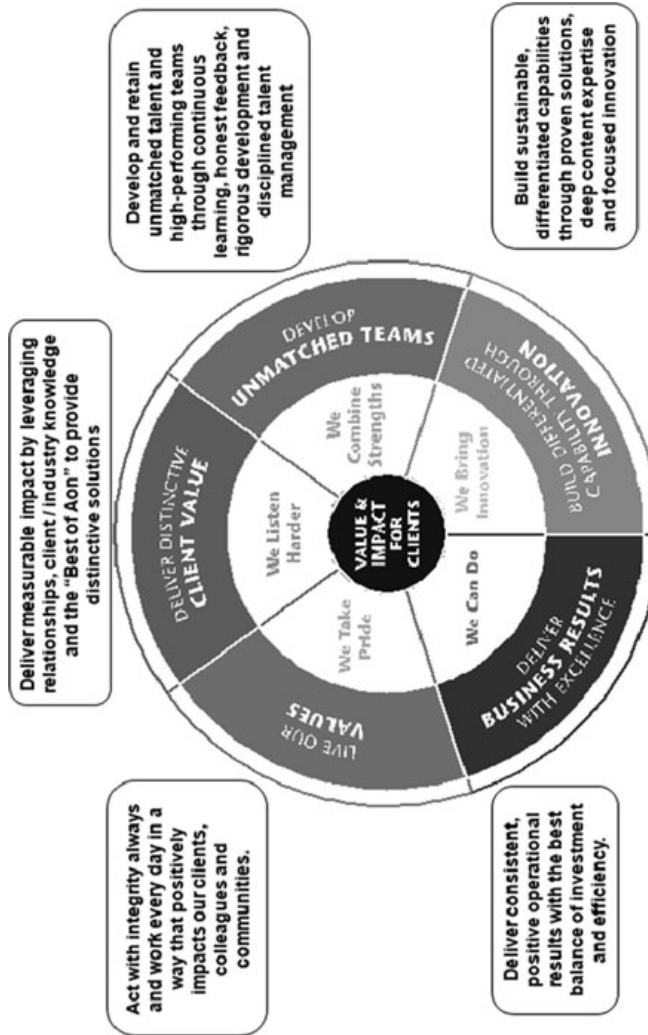 Deliver measurable impact by leveraging
relationships, client / industry knowledge
and the “Best of Aon” to provide
distinctive solutions
Act with integrity always
and work every day in a
way that positively
impacts our clients,
colleagues and
communities.
Develop and retain
unmatched talent and
high-performing teams
through continuous
learning, honest feedback,
rigorous development and
disciplined talent
management
DELIVER DISTINCTIVE
CLIENT VALUE
LIVE OUR
VALUES
DEVELOP
UNMATCHED TEAMS
We Listen
Harder
We Take
Pride
We
Combine
Strengths
VALUE &
IMPACT
FOR
CLIENTS
We Can Do
We Bring
Innovation
DELIVER
BUSINESS RESULTS
WITH EXCELLENCE
BUILD DIFFERENTIATED
CAPABILITY THROUGH
INNOVATION
Deliver consistent,
positive operational
results with the best
balance of investment
and efficiency.
Build sustainable,
differentiated capabilities
through proven solutions,
deep content expertise
and focused innovation